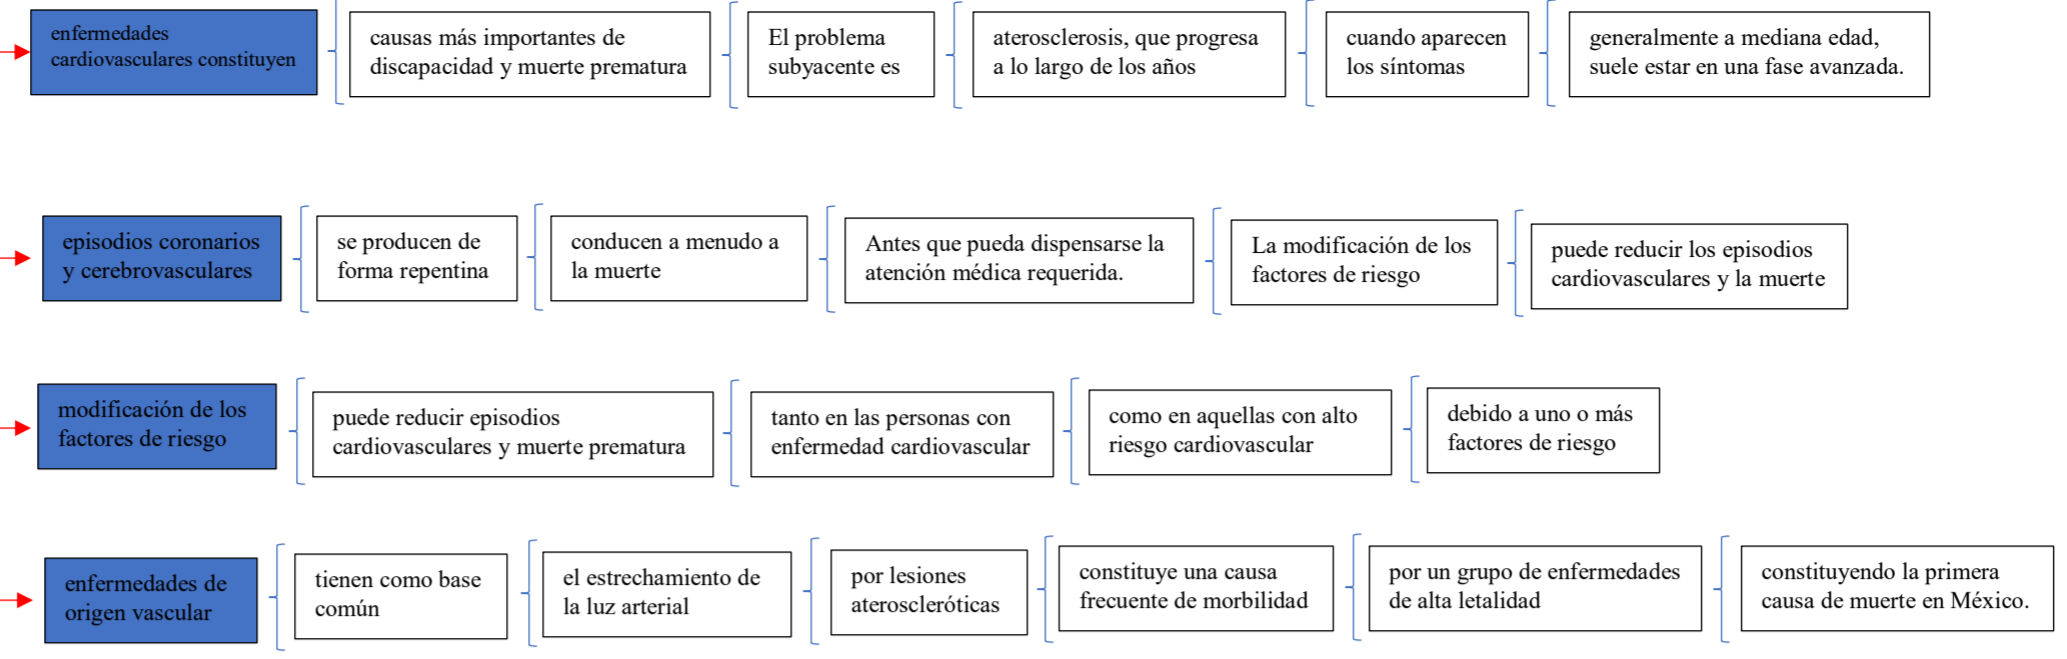 enfermedades
cardiovasculares constituyen
causas más importantes de
discapacidad y muerte prematura
El problema
subyacente es
aterosclerosis, que progresa
a lo largo de los años
cuando aparecen
los síntomas
generalmente a mediana edad,
suele estar en una fase avanzada.
episodios coronarios
y cerebrovasculares
se producen de
forma repentina
conducen a menudo a
la muerte
Antes que pueda dispensarse la
atención médica requerida.
La modificación de los
factores de riesgo
puede reducir los episodios
cardiovasculares y la muerte
modificación de los
factores de riesgo
puede reducir episodios
cardiovasculares y muerte prematura
tanto en las personas con
enfermedad cardiovascular
como en aquellas con alto
riesgo cardiovascular
debido a uno o más
factores de riesgo
enfermedades de
origen vascular
tienen como base
común
el estrechamiento de
la luz arterial
por lesiones
ateroscleróticas
constituye una causa
frecuente de morbilidad
por un grupo de enfermedades
de alta letalidad
constituyendo la primera
causa de muerte en México.